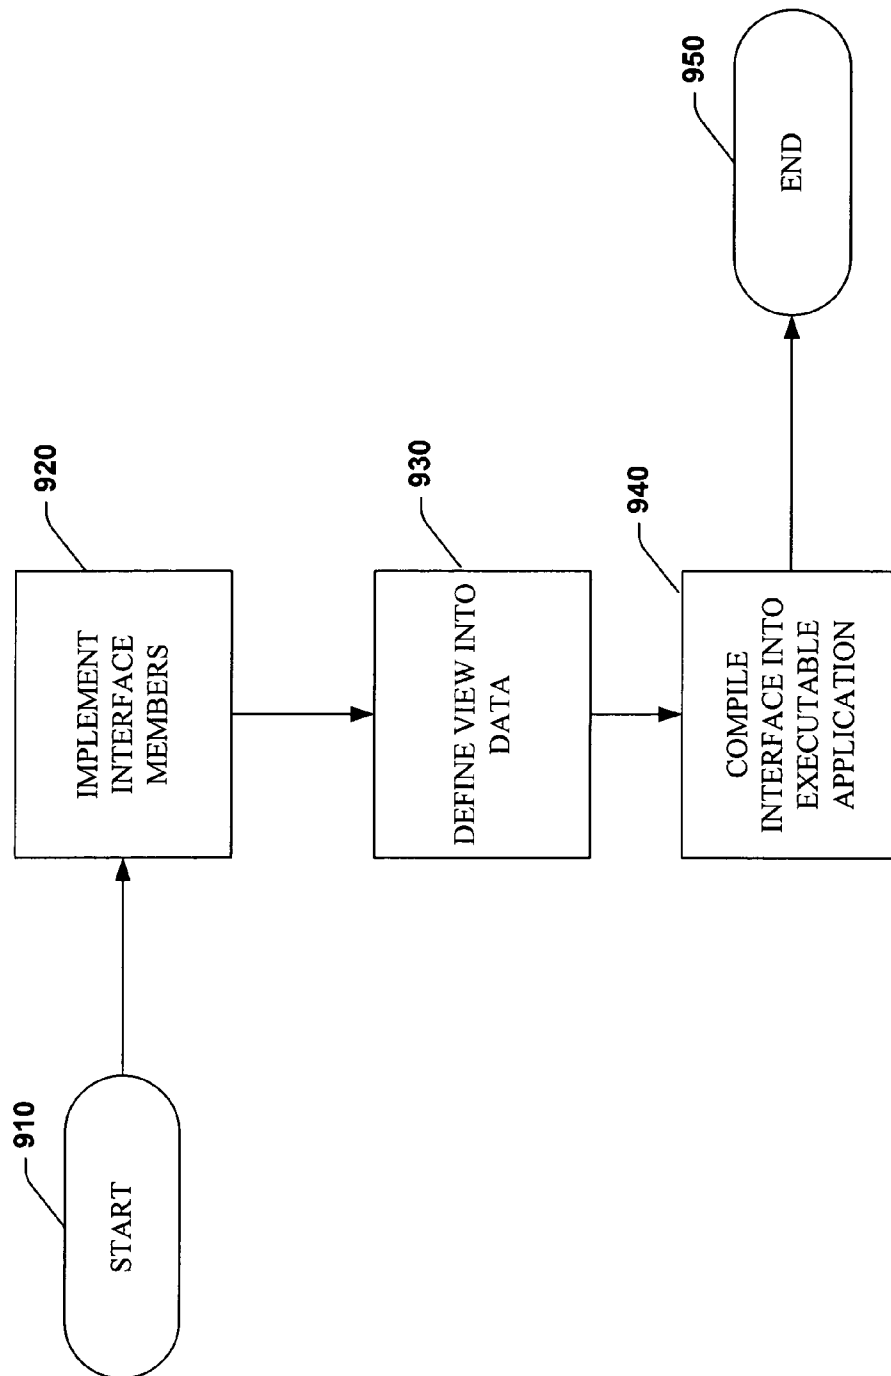 910
START
920
IMPLEMENT
INTERFACE
MEMBERS
930
DEFINE VIEW INTO
DATA
940
COMPILE
INTERFACE INTO
EXECUTABLE
APPLICATION
950
END